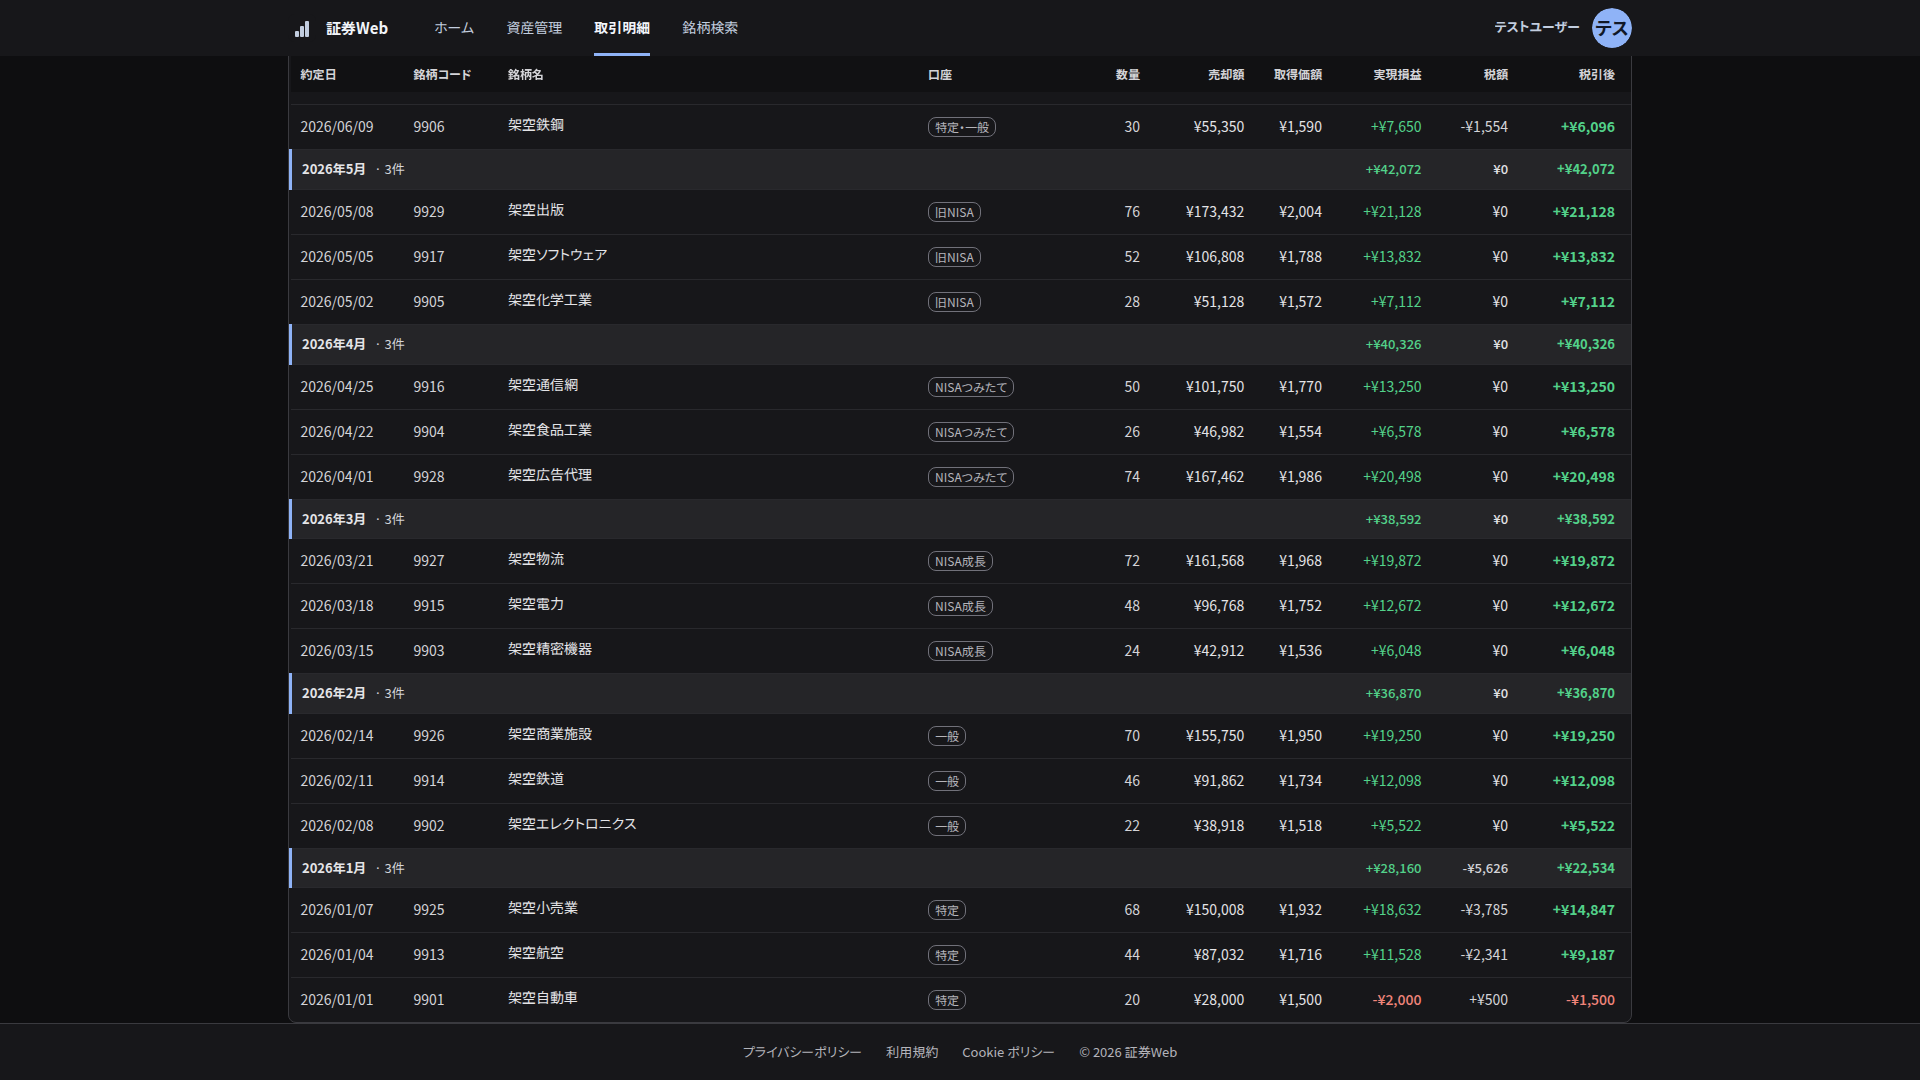 証券Web ホーム 資産管理 取引明細 銘柄検索 テストユーザー テス
約定日 銘柄コード 銘柄名 口座 数量 売却額 取得価額 実現損益 税額 税引後
2026/06/09 9906 架空鉄鋼 特定・一般 30 ¥55,350 ¥1,590 +¥7,650 -¥1,554 +¥6,096
2026年5月 · 3件 +¥42,072 ¥0 +¥42,072
2026/05/08 9929 架空出版 旧NISA 76 ¥173,432 ¥2,004 +¥21,128 ¥0 +¥21,128
2026/05/05 9917 架空ソフトウェア 旧NISA 52 ¥106,808 ¥1,788 +¥13,832 ¥0 +¥13,832
2026/05/02 9905 架空化学工業 旧NISA 28 ¥51,128 ¥1,572 +¥7,112 ¥0 +¥7,112
2026年4月 · 3件 +¥40,326 ¥0 +¥40,326
2026/04/25 9916 架空通信網 NISAつみたて 50 ¥101,750 ¥1,770 +¥13,250 ¥0 +¥13,250
2026/04/22 9904 架空食品工業 NISAつみたて 26 ¥46,982 ¥1,554 +¥6,578 ¥0 +¥6,578
2026/04/01 9928 架空広告代理 NISAつみたて 74 ¥167,462 ¥1,986 +¥20,498 ¥0 +¥20,498
2026年3月 · 3件 +¥38,592 ¥0 +¥38,592
2026/03/21 9927 架空物流 NISA成長 72 ¥161,568 ¥1,968 +¥19,872 ¥0 +¥19,872
2026/03/18 9915 架空電力 NISA成長 48 ¥96,768 ¥1,752 +¥12,672 ¥0 +¥12,672
2026/03/15 9903 架空精密機器 NISA成長 24 ¥42,912 ¥1,536 +¥6,048 ¥0 +¥6,048
2026年2月 · 3件 +¥36,870 ¥0 +¥36,870
2026/02/14 9926 架空商業施設 一般 70 ¥155,750 ¥1,950 +¥19,250 ¥0 +¥19,250
2026/02/11 9914 架空鉄道 一般 46 ¥91,862 ¥1,734 +¥12,098 ¥0 +¥12,098
2026/02/08 9902 架空エレクトロニクス 一般 22 ¥38,918 ¥1,518 +¥5,522 ¥0 +¥5,522
2026年1月 · 3件 +¥28,160 -¥5,626 +¥22,534
2026/01/07 9925 架空小売業 特定 68 ¥150,008 ¥1,932 +¥18,632 -¥3,785 +¥14,847
2026/01/04 9913 架空航空 特定 44 ¥87,032 ¥1,716 +¥11,528 -¥2,341 +¥9,187
2026/01/01 9901 架空自動車 特定 20 ¥28,000 ¥1,500 -¥2,000 +¥500 -¥1,500
プライバシーポリシー 利用規約 Cookie ポリシー © 2026 証券Web